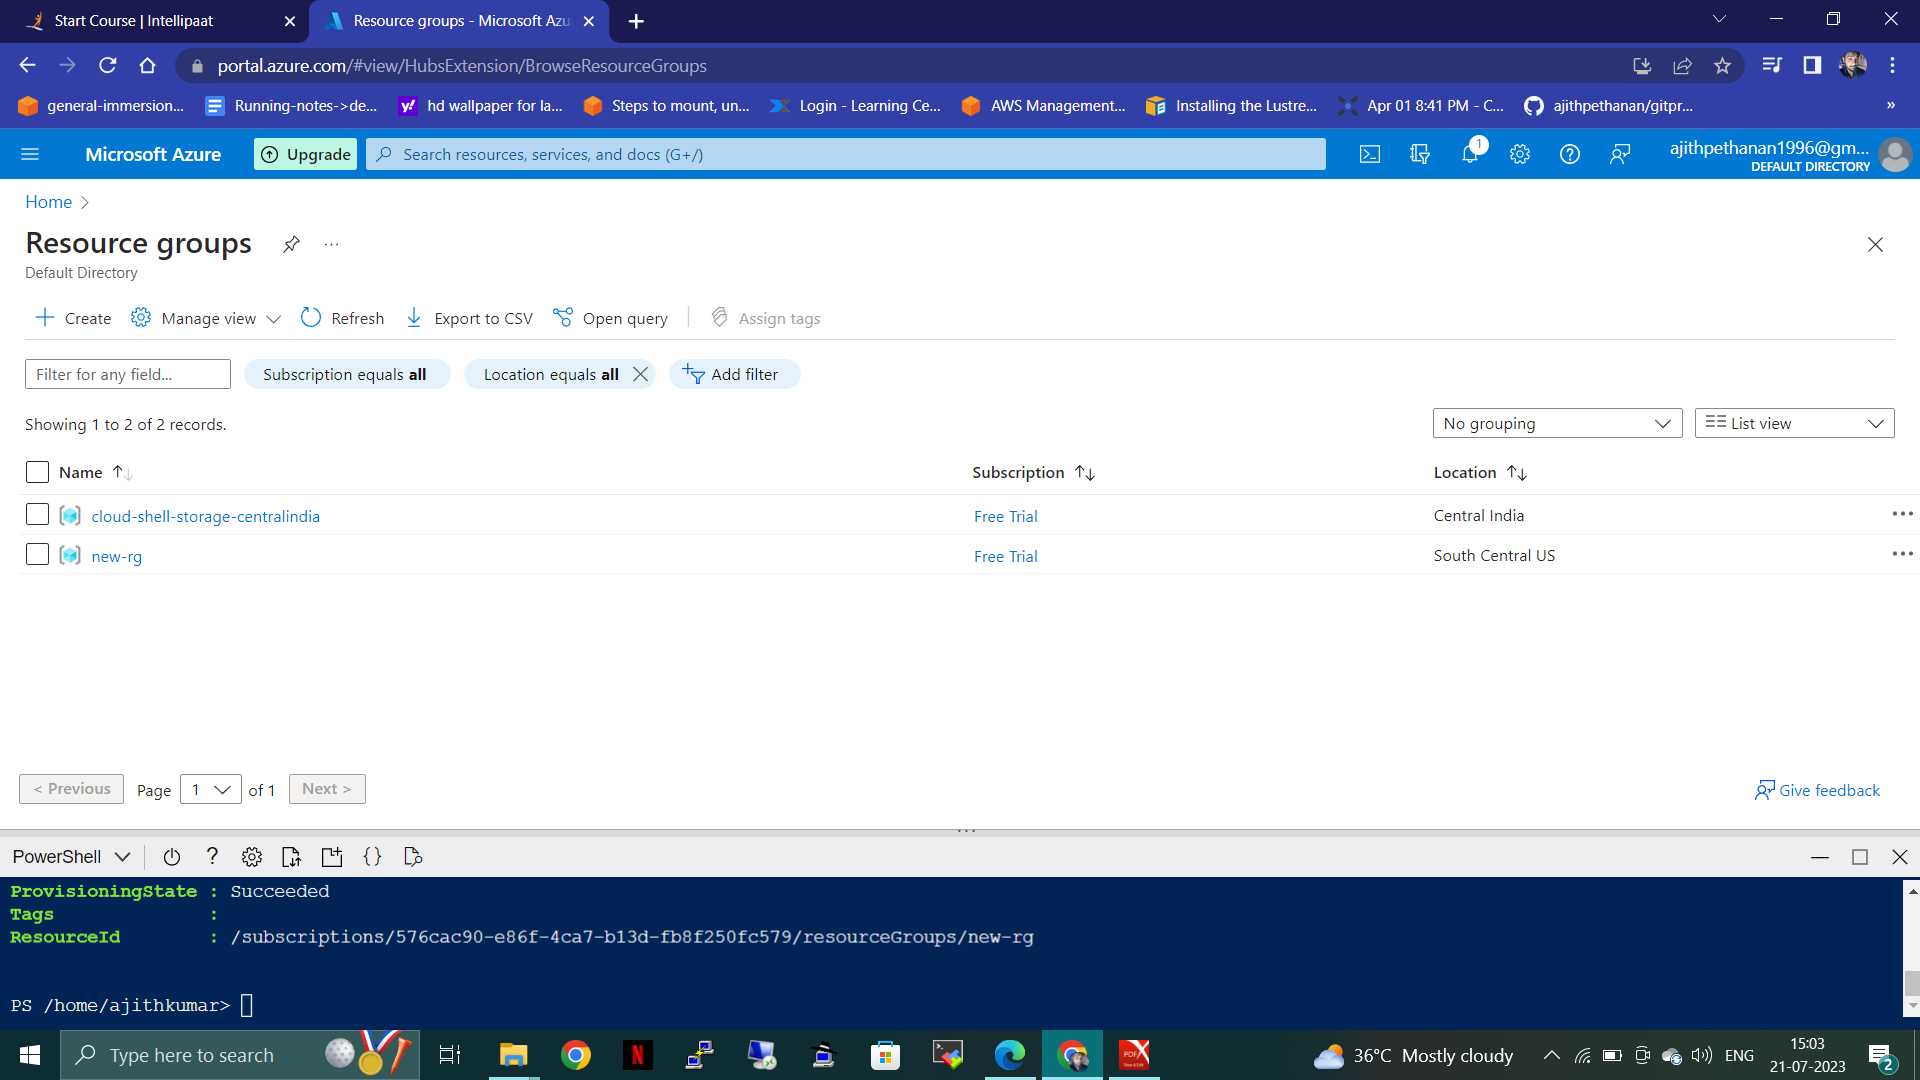 Start Course | Intellipaat
Resource groups - Microsoft Azu
portal.azure.com/#view/HubsExtension/BrowseResourceGroups
general-immersion...
Running-notes->de...
hd wallpaper for la...
Steps to mount, un...
Login - Learning Ce...
AWS Management...
Installing the Lustre...
Apr 01 8:41 PM - C...
ajithpethanan/gitpr...
»
Microsoft Azure
Upgrade
Search resources, services, and docs (G+/)
1
ajithpethanan1996@gm...
DEFAULT DIRECTORY
Home >
Resource groups
...
Default Directory
Create
Manage view
Refresh
Export to CSV
Open query
Assign tags
Filter for any field...
Subscription equals all
Location equals all
Add filter
Showing 1 to 2 of 2 records.
No grouping
List view
Name
Subscription
Location
cloud-shell-storage-centralindia
Free Trial
Central India
new-rg
Free Trial
South Central US
< Previous
Page
1
of 1
Next >
Give feedback
PowerShell
?
{ }
ProvisioningState : Succeeded
Tags :
ResourceId : /subscriptions/576cac90-e86f-4ca7-b13d-fb8f250fc579/resourceGroups/new-rg
PS /home/ajithkumar>
Type here to search
N
PDF X
36°C Mostly cloudy
ENG
15:03
21-07-2023
2